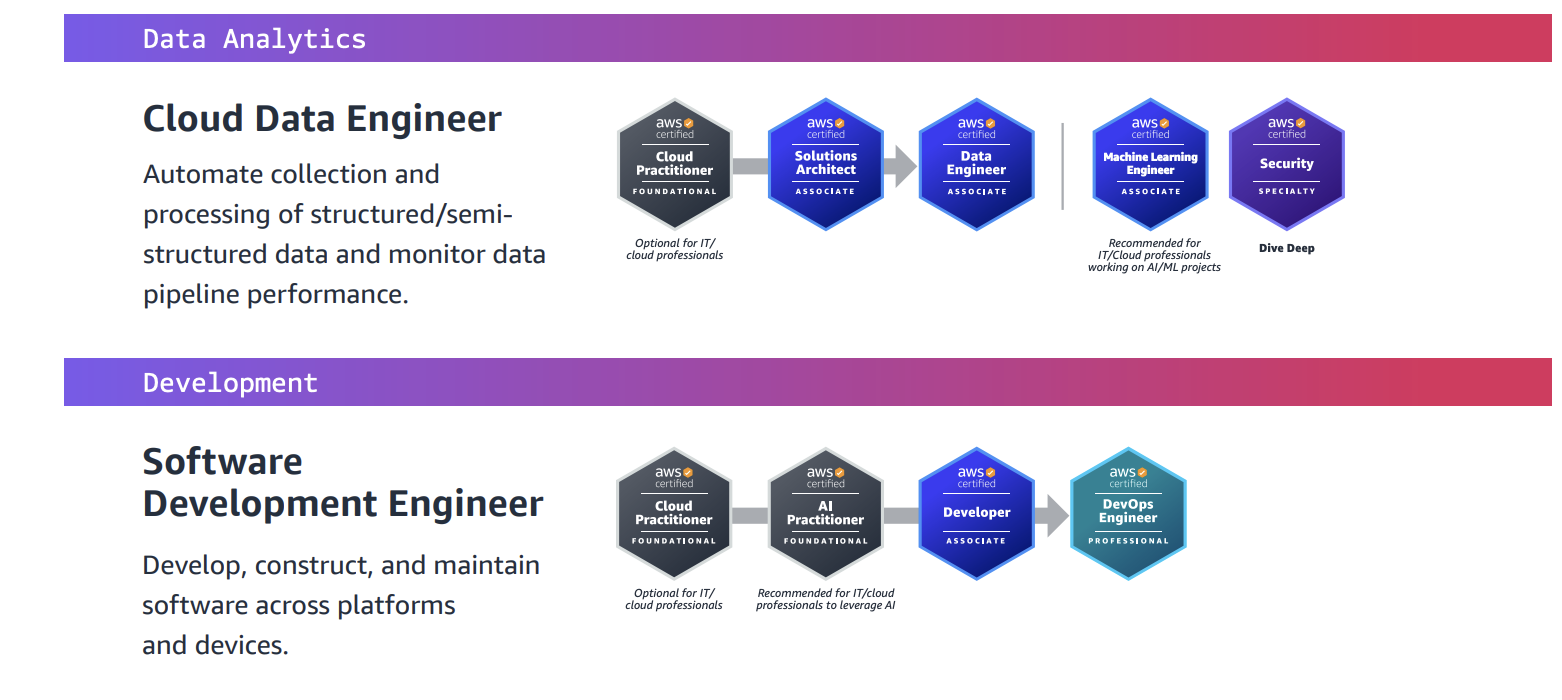 Data Analytics
Cloud Data Engineer
Automate collection and
processing of structured/semi-
structured data and monitor data
pipeline performance.
aws
certified
Cloud
Practitioner
FOUNDATIONAL
Optional for IT/
cloud professionals
aws
certified
Solutions
Architect
ASSOCIATE
aws
certified
Data
Engineer
ASSOCIATE
aws
certified
Machine Learning
Engineer
ASSOCIATE
Recommended for
IT/Cloud professionals
working on AI/ML projects
aws
certified
Security
SPECIALTY
Dive Deep
Development
Software
Development Engineer
Develop, construct, and maintain
software across platforms
and devices.
aws
certified
Cloud
Practitioner
FOUNDATIONAL
Optional for IT/
cloud professionals
aws
certified
AI
Practitioner
FOUNDATIONAL
Recommended for IT/cloud
professionals to leverage AI
aws
certified
Developer
ASSOCIATE
aws
certified
DevOps
Engineer
PROFESSIONAL